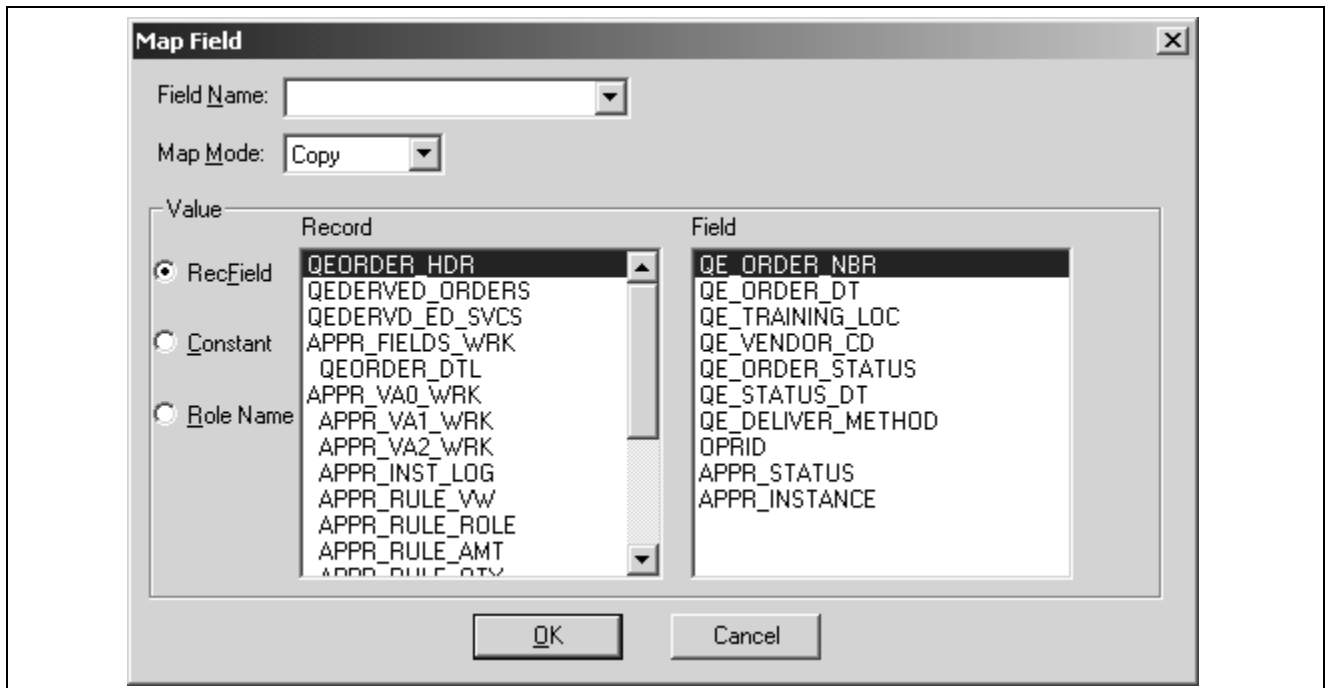 Map Field
Field Name:
Map Mode: Copy
Value
Record
Field
RecField
Constant
Role Name
QEORDER_HDR
QEDERVED_ORDERS
QEDERVD_ED_SVCS
APPR_FIELDS_WRK
QEORDER_DTL
APPR_VA0_WRK
APPR_VA1_WRK
APPR_VA2_WRK
APPR_INST_LOG
APPR_RULE_VW
APPR_RULE_ROLE
APPR_RULE_AMT
APPR_RULE_QTY
QE_ORDER_NBR
QE_ORDER_DT
QE_TRAINING_LOC
QE_VENDOR_CD
QE_ORDER_STATUS
QE_STATUS_DT
QE_DELIVER_METHOD
OPRID
APPR_STATUS
APPR_INSTANCE
OK
Cancel